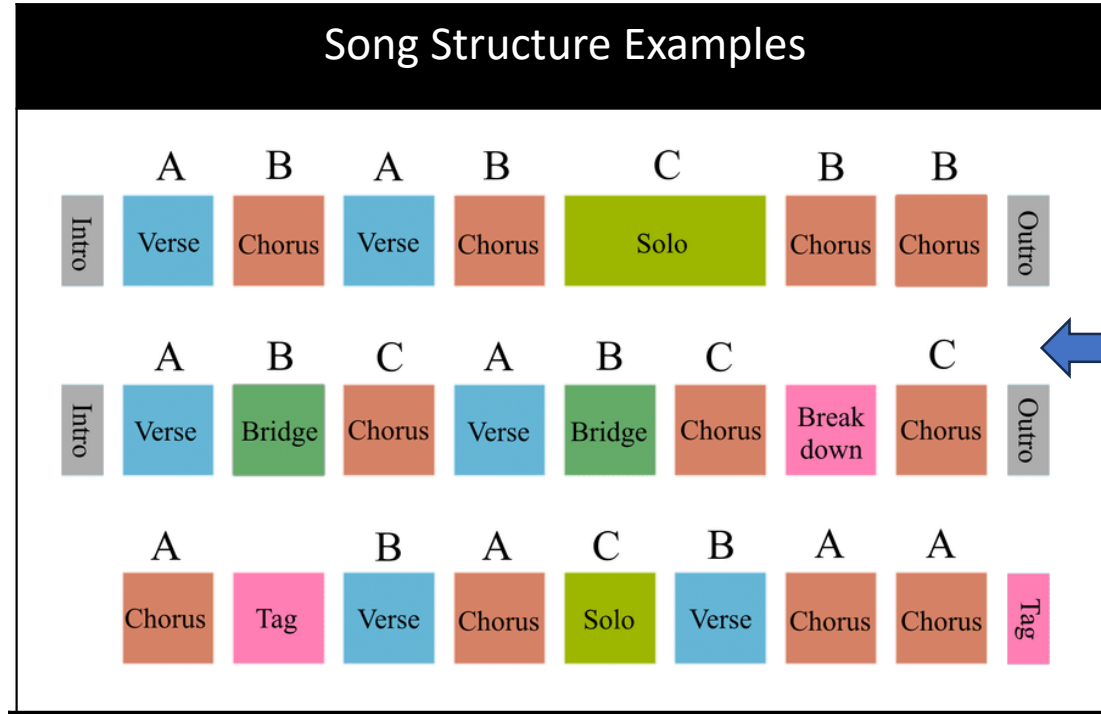 Song Structure Examples
A B A B C B B
Intro Verse Chorus Verse Chorus Solo Chorus Chorus Outro
A B C A B C C
Intro Verse Bridge Chorus Verse Bridge Chorus Break down Chorus Outro
A B A C B A A
Chorus Tag Verse Chorus Solo Verse Chorus Chorus Tag